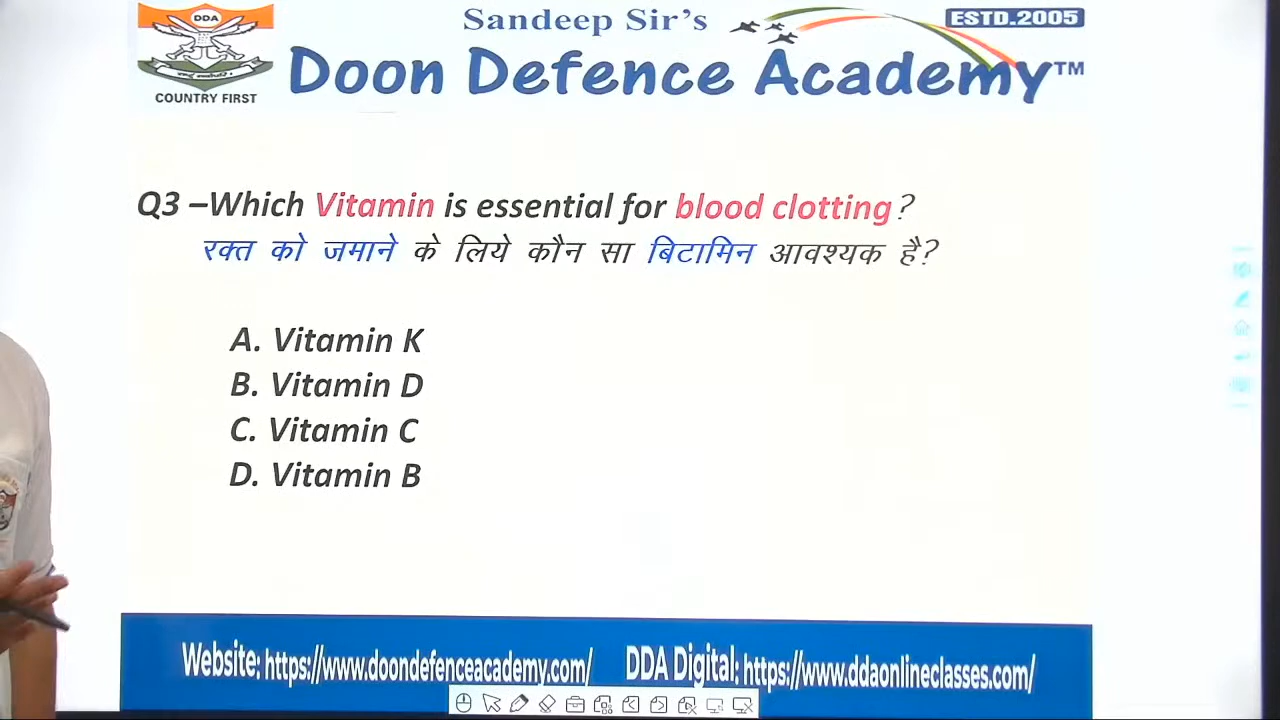 Sandeep Sir's
ESTD.2005
DDA
Doon Defence Academy™
COUNTRY FIRST
Q3 –Which Vitamin is essential for blood clotting?
रक्त को जमाने के लिये कौन सा बिटामिन आवश्यक है?
A. Vitamin K
B. Vitamin D
C. Vitamin C
D. Vitamin B
Website: https://www.doondefenceacademy.com/ DDA Digital: https://www.ddaonlineclasses.com/